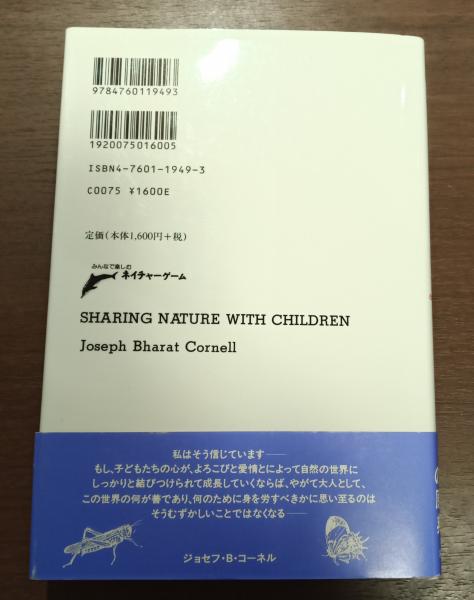 9784760119493
1920075016005
ISBN4-7601-1949-3
C0075 ¥1600E
定価(本体1,600円+税)
みんなで楽しむ
ネイチャーゲーム
SHARING NATURE WITH CHILDREN
Joseph Bharat Cornell
私はそう信じています——
もし、子どもたちの心が、よろこびと愛情とによって自然の世界に
しっかりと結びつけられて成長していくならば、やがて大人として、
この世界の何が善であり、何のために身を労すべきかに思い至るのは
そうむずかしいことではなくなる——
ジョセフ・B・コーネル